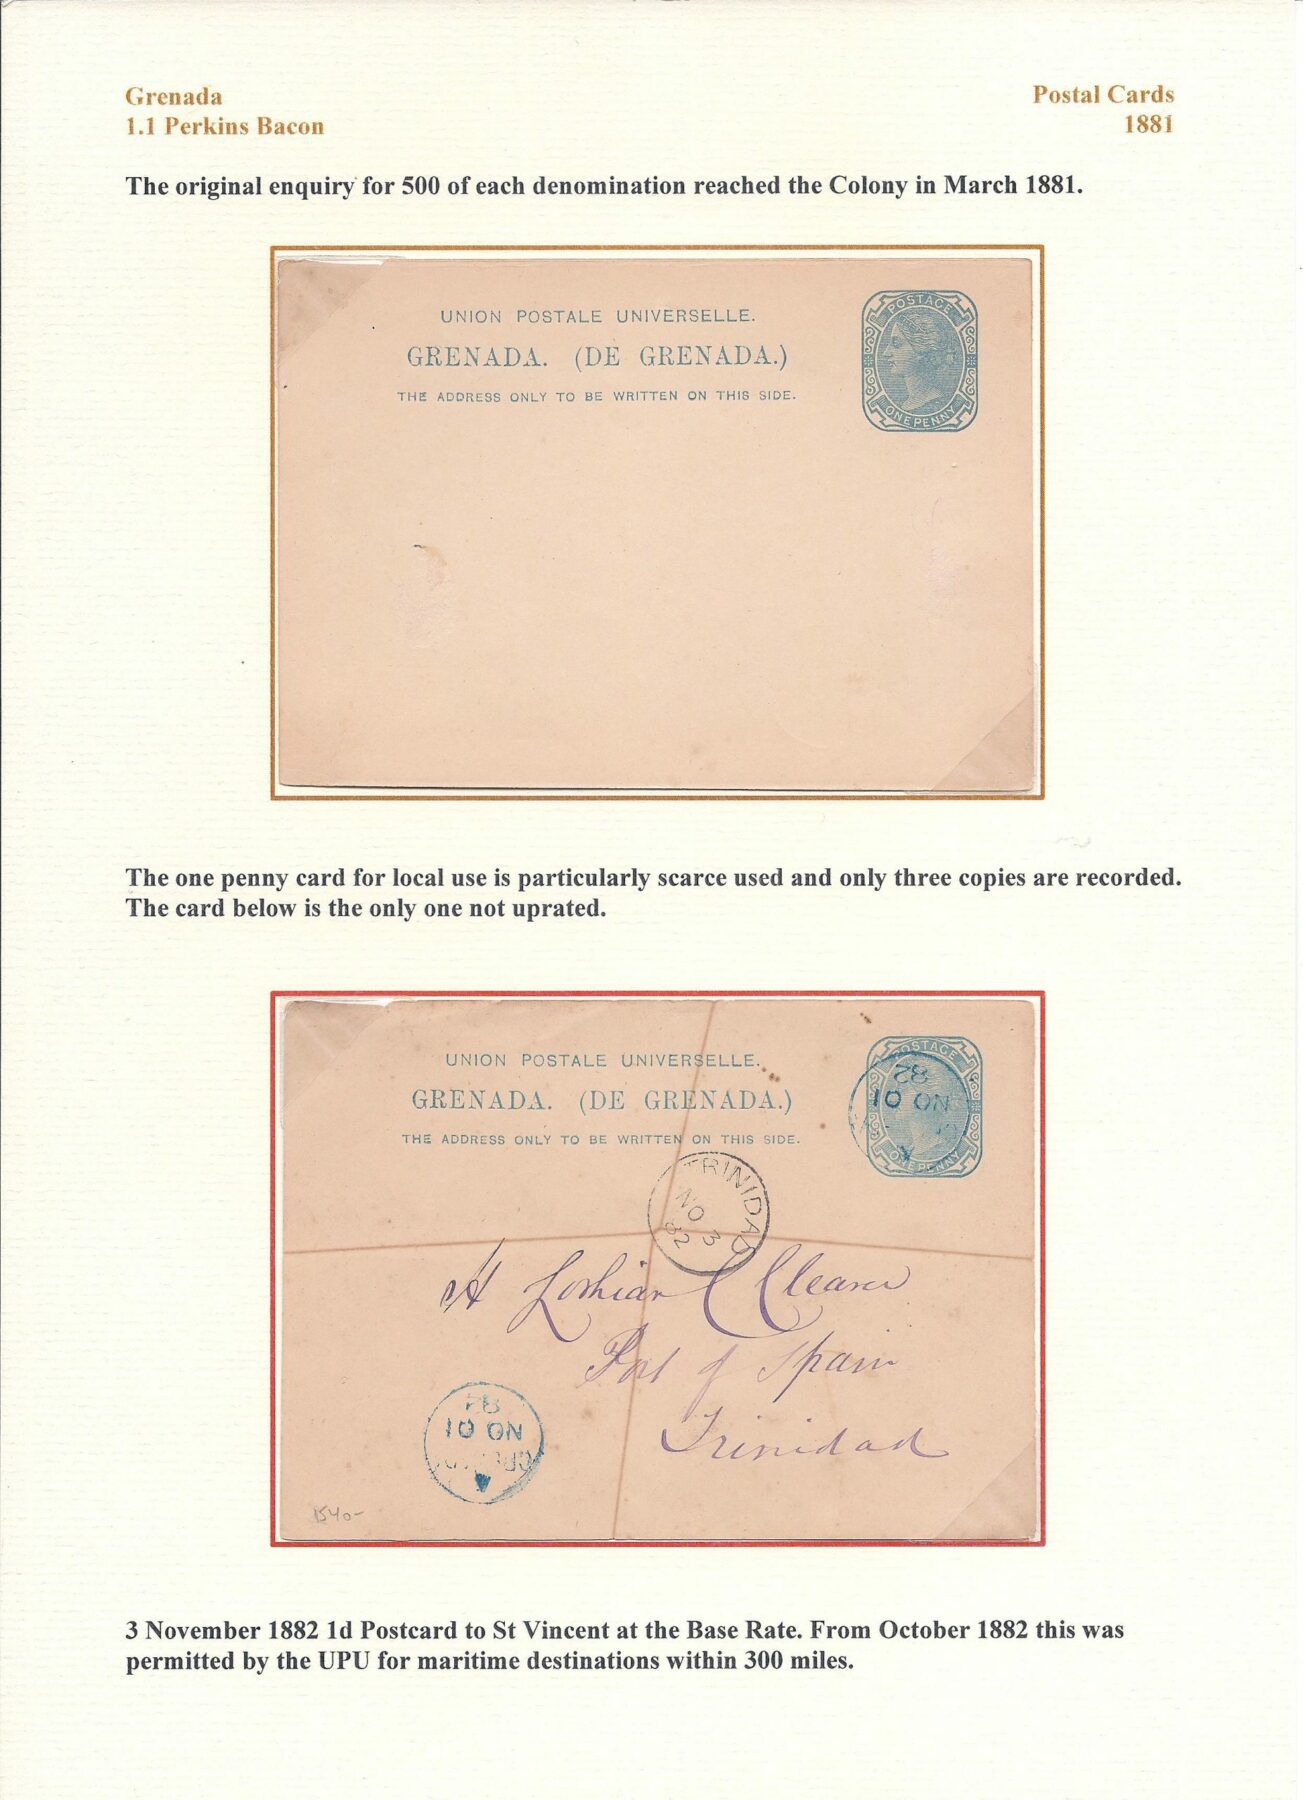 Grenada
Postal Cards
1.1 Perkins Bacon
1881
The original enquiry for 500 of each denomination reached the Colony in March 1881.
UNION POSTALE UNIVERSELLE.
GRENADA. (DE GRENADA.)
THE ADDRESS ONLY TO BE WRITTEN ON THIS SIDE.
POSTAGE
ONE PENNY
The one penny card for local use is particularly scarce used and only three copies are recorded.
The card below is the only one not uprated.
UNION POSTALE UNIVERSELLE.
GRENADA. (DE GRENADA.)
THE ADDRESS ONLY TO BE WRITTEN ON THIS SIDE.
POSTAGE
ONE PENNY
NO 01
82
TRINIDAD
NO 3
82
A Lothian
Port of Spain
Trinidad
NO 01
82
3 November 1882 1d Postcard to St Vincent at the Base Rate. From October 1882 this was
permitted by the UPU for maritime destinations within 300 miles.